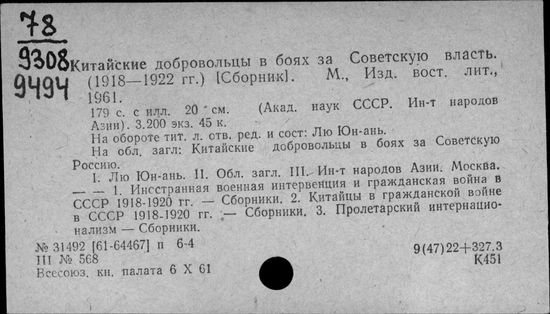 78
9308
9494
Китайские добровольцы в боях за Советскую власть.
(1918—1922 гг.) [Сборник]. М., Изд. вост. лит.,
1961.
179 с. с илл. 20 см. (Акад. наук СССР. Ин-т народов
Азии). 3.200 экз. 45 к.
На обороте тит. л. ств. ред. и сост: Лю Юн-ань.
На обл. загл: Китайские добровольцы в боях за Советскую
Россию.
I. Лю Юн-ань. II. Обл. загл. III. Ин-т народов Азии. Москва.
— — 1. Инсстранная военная интервенция и гражданская война в
СССР 1918-1920 гг. — Сборники. 2. Китайцы в гражданской войне
в СССР 1918-1920 гг. — Сборники. 3. Пролетарский интернацио-
нализм — Сборники.
№ 31492 [61-64467] п 6-4
III № 568
Всесоюз. кн. палата 6 X 61
9(47)22+327.3
К451